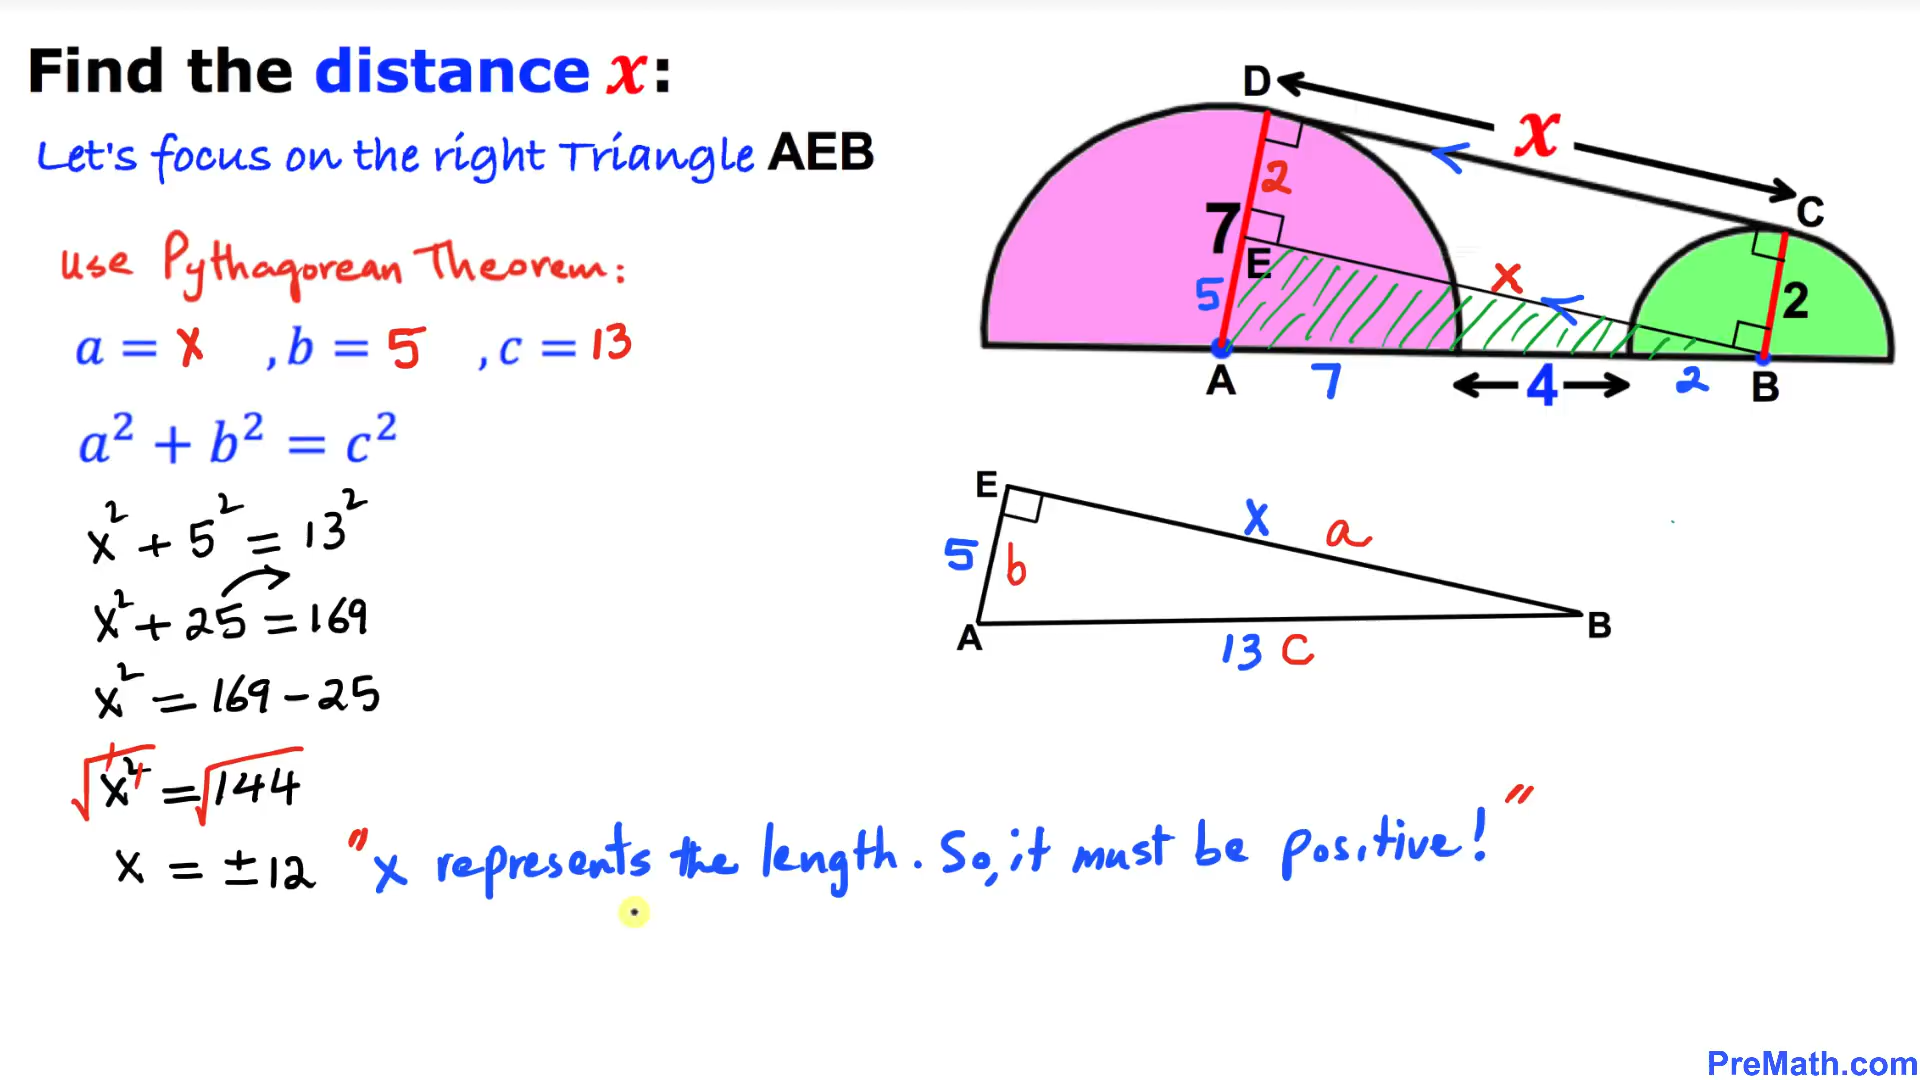 Find the distance x:
Let's focus on the right Triangle AEB
Use Pythagorean Theorem:
a = x , b = 5 , c = 13
a² + b² = c²
x² + 5² = 13²
x² + 25 = 169
x² = 169 - 25
√x² = √144
x = ±12 "x represents the length. So, it must be positive!"
D
x
C
2
7
E
5
x
2
A
7
4
2
B
E
x a
5 b
A
B
13 c
PreMath.com